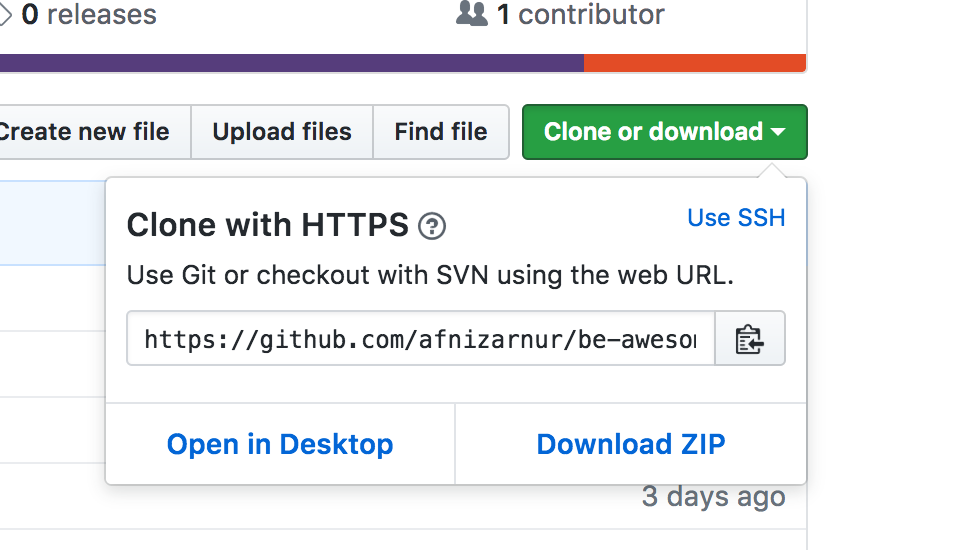 0 releases
1 contributor
Create new file
Upload files
Find file
Clone or download
Clone with HTTPS
Use SSH
Use Git or checkout with SVN using the web URL.
https://github.com/afnizarnur/be-aweso
Open in Desktop
Download ZIP
3 days ago